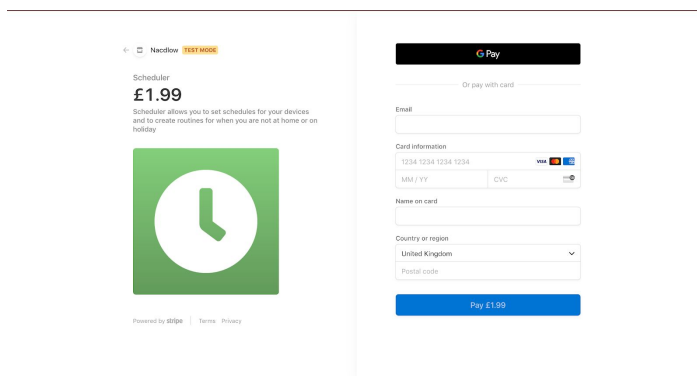 Nacdlow TEST MODE
Scheduler
£1.99
Scheduler allows you to set schedules for your devices
and to create routines for when you are not at home or on
holiday
Powered by stripe Terms Privacy
G Pay
Or pay with card
Email
Card information
1234 1234 1234 1234 VISA
MM / YY CVC
Name on card
Country or region
United Kingdom
Postal code
Pay £1.99